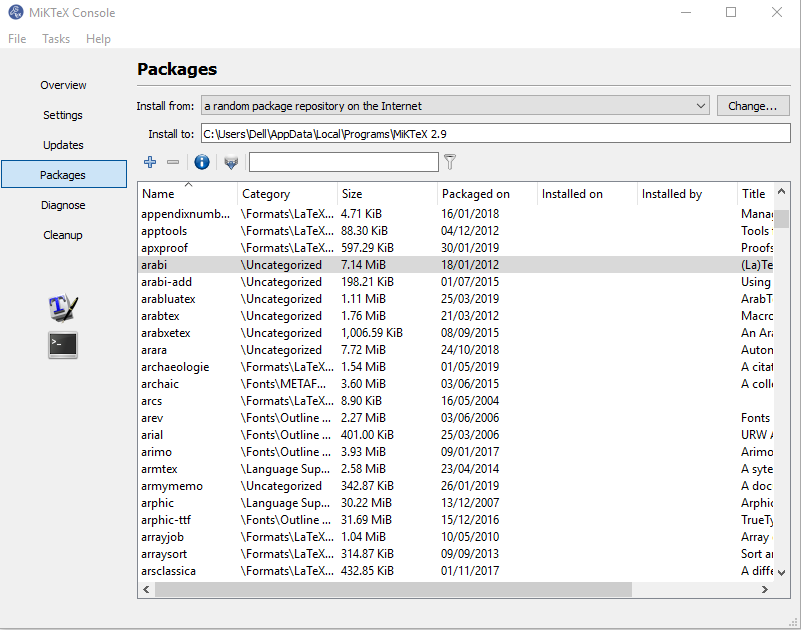 MiKTeX Console
File Tasks Help
Overview
Settings
Updates
Packages
Diagnose
Cleanup
Packages
Install from: a random package repository on the Internet Change...
Install to: C:\Users\Dell\AppData\Local\Programs\MiKTeX 2.9
Name Category Size Packaged on Installed on Installed by Title
appendixnumb... \Formats\LaTeX... 4.71 KiB 16/01/2018 Mana
apptools \Formats\LaTeX... 88.30 KiB 04/12/2012 Tools
apxproof \Formats\LaTeX... 597.29 KiB 30/01/2019 Proofs
arabi \Uncategorized 7.14 MiB 18/01/2012 (La)Te
arabi-add \Uncategorized 198.21 KiB 01/07/2015 Using
arabluatex \Uncategorized 1.11 MiB 25/03/2019 ArabT
arabtex \Uncategorized 1.76 MiB 21/03/2012 Macro
arabxetex \Uncategorized 1,006.59 KiB 08/09/2015 An Ara
arara \Uncategorized 7.72 MiB 24/10/2018 Auton
archaeologie \Formats\LaTeX... 1.54 MiB 01/05/2019 A citat
archaic \Fonts\METAF... 3.60 MiB 03/06/2015 A colle
arcs \Formats\LaTeX... 8.90 KiB 16/05/2004
arev \Fonts\Outline ... 2.27 MiB 03/06/2006 Fonts
arial \Fonts\Outline ... 401.00 KiB 25/03/2006 URW A
arimo \Fonts\Outline ... 3.93 MiB 09/01/2017 Arimo
armtex \Language Sup... 2.58 MiB 23/04/2014 A syte
armymemo \Uncategorized 342.87 KiB 26/01/2019 A doc
arphic \Language Sup... 30.22 MiB 13/12/2007 Arphic
arphic-ttf \Fonts\Outline ... 31.69 MiB 15/12/2016 TrueTy
arrayjob \Formats\LaTeX... 1.04 MiB 10/05/2010 Array
arraysort \Formats\LaTeX... 314.87 KiB 09/09/2013 Sort ar
arsclassica \Formats\LaTeX... 432.85 KiB 01/11/2017 A diffe